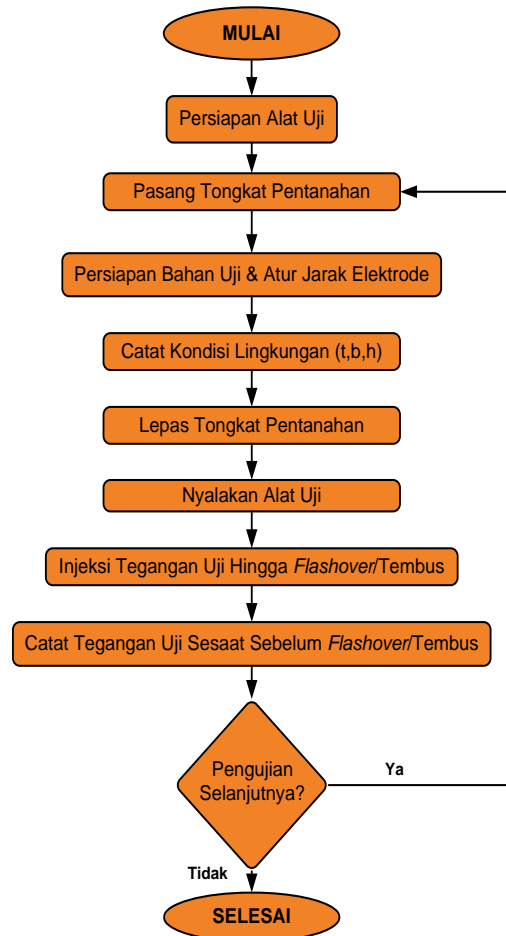 MULAI
Persiapan Alat Uji
Pasang Tongkat Pentanahan
Persiapan Bahan Uji & Atur Jarak Elektrode
Catat Kondisi Lingkungan (t,b,h)
Lepas Tongkat Pentanahan
Nyalakan Alat Uji
Injeksi Tegangan Uji Hingga Flashover/Tembus
Catat Tegangan Uji Sesaat Sebelum Flashover/Tembus
Pengujian
Selanjutnya?
Ya
Tidak
SELESAI